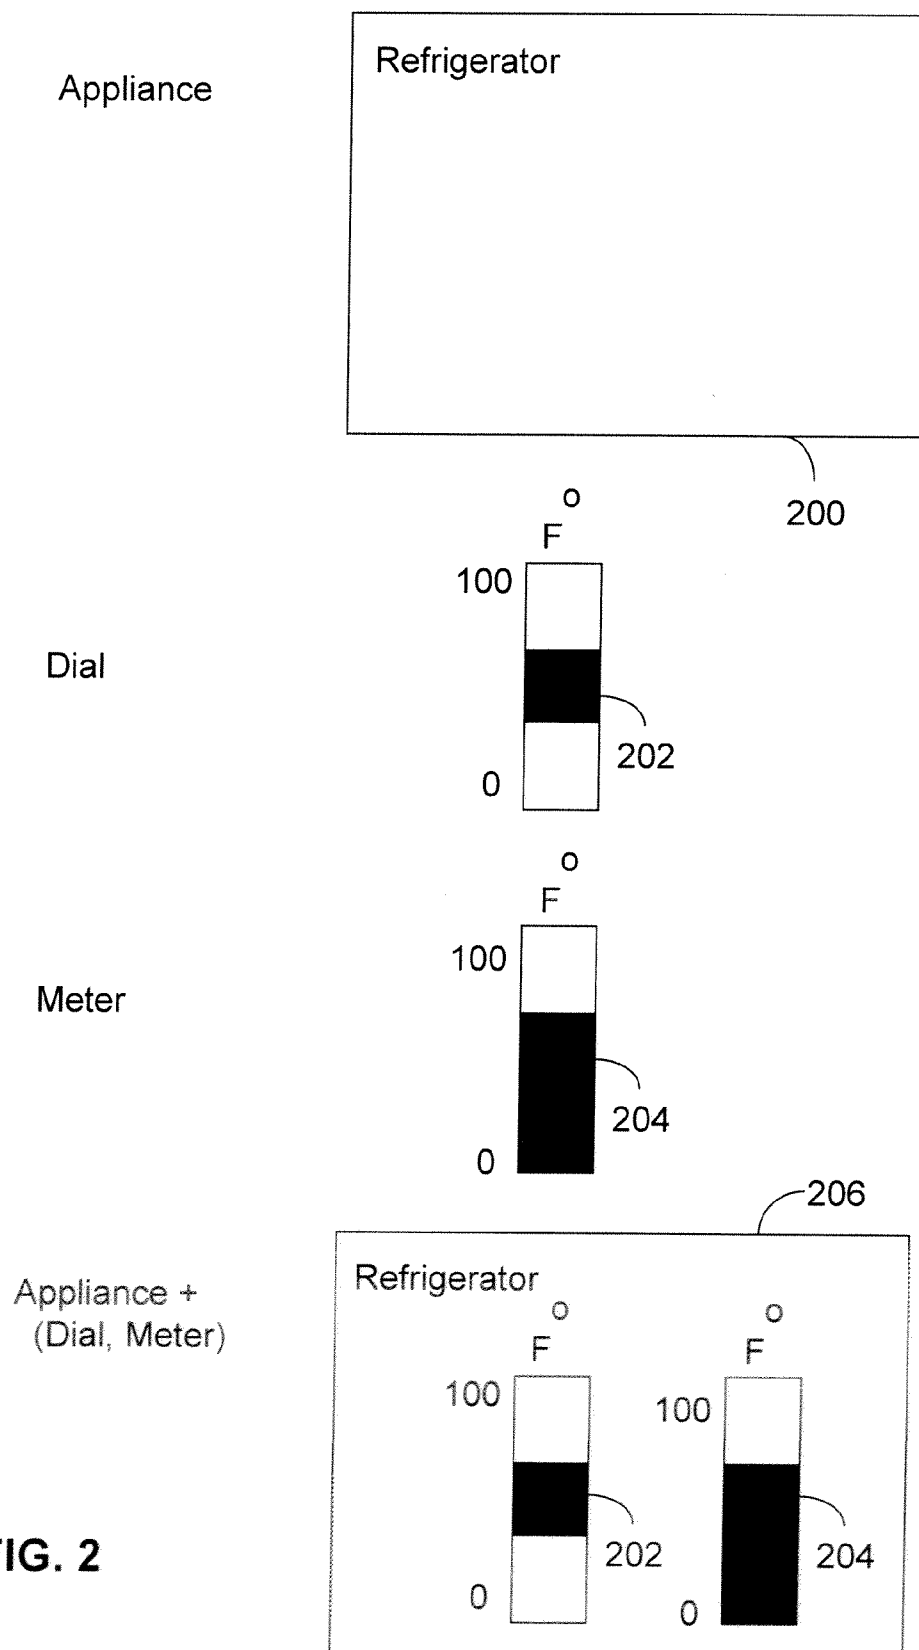 Appliance
Refrigerator
200
o
F
100
Dial
202
0
o
F
100
Meter
204
0
206
Appliance +
(Dial, Meter)
Refrigerator
o
F
100
202
0
o
F
100
204
0
FIG. 2